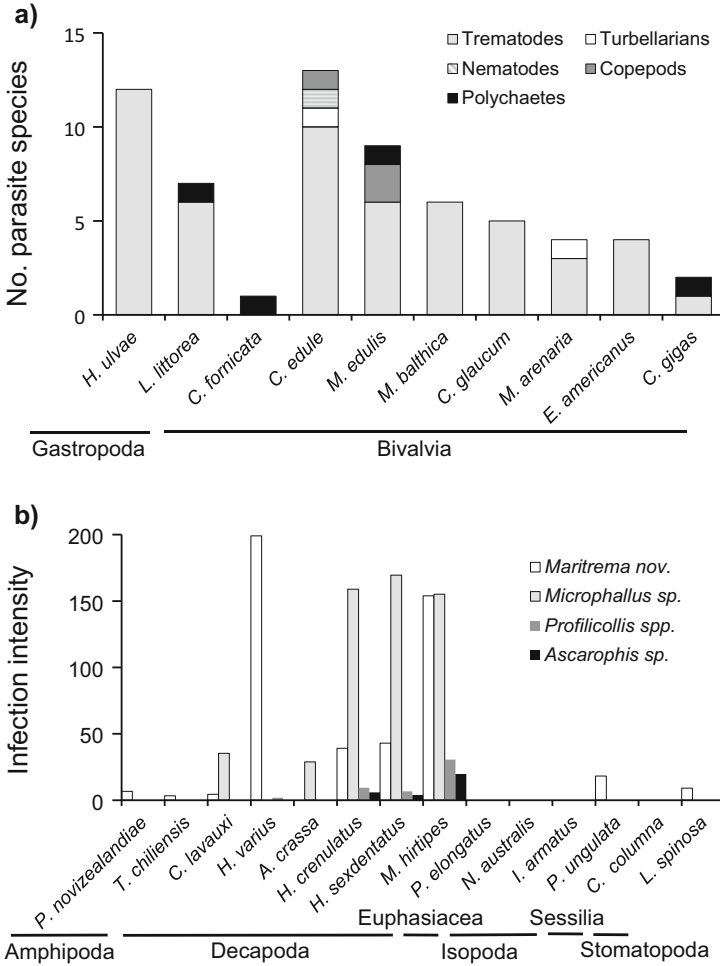 a)
No. parasite species
15
10
5
0
Trematodes
Turbellarians
Nematodes
Copepods
Polychaetes
H. ulvae
L. littorea
C. fornicata
C. edule
M. edulis
M. balthica
C. glaucum
M. arenaria
E. americanus
C. gigas
Gastropoda
Bivalvia
b)
Infection intensity
200
150
100
50
0
Maritrema nov.
Microphallus sp.
Profilicollis spp.
Ascarophis sp.
P. novizealandiae
T. chiliensis
C. lavauxi
H. varius
A. crassa
H. crenulatus
H. sexdentatus
M. hirtipes
P. elongatus
N. australis
I. armatus
P. ungulata
C. columna
L. spinosa
Euphasiacea
Sessilia
Amphipoda
Decapoda
Isopoda
Stomatopoda